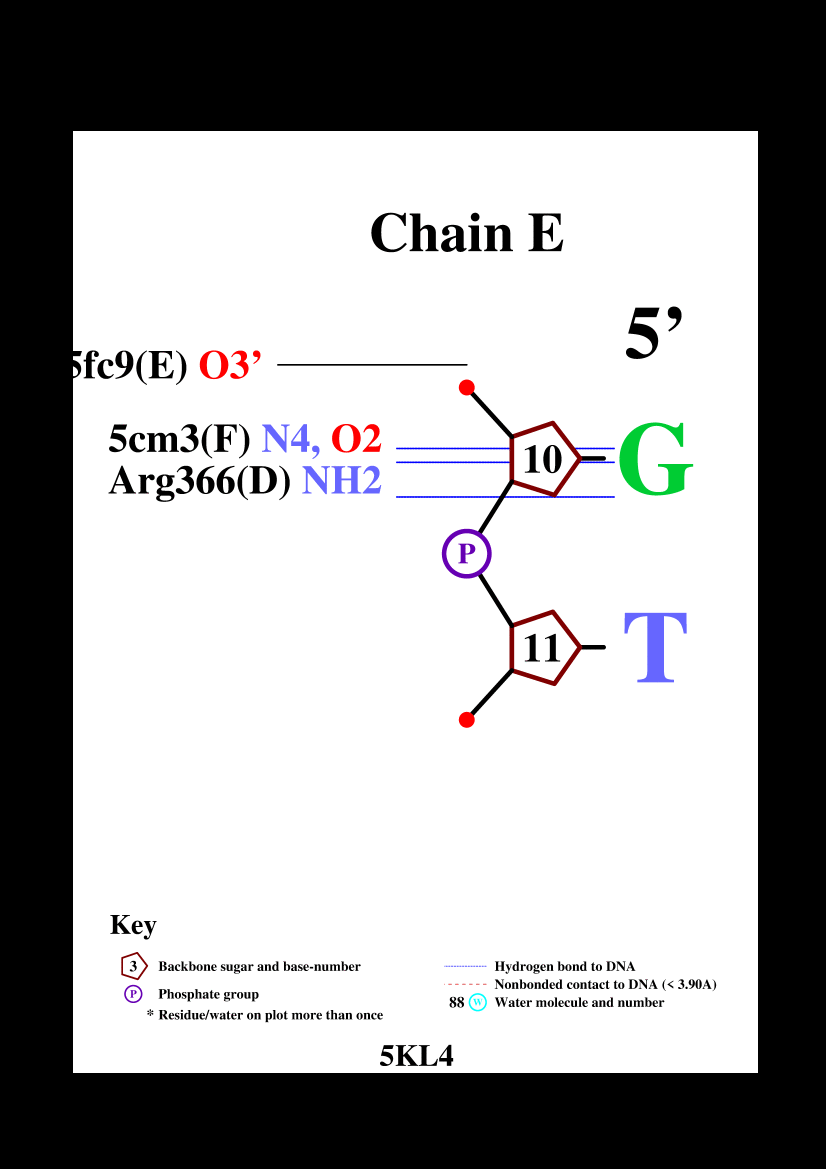 Chain E
5’
5fc9(E) O3’
5cm3(F) N4, O2
Arg366(D) NH2
10
G
P
11
T
Key
3 Backbone sugar and base-number
P Phosphate group
* Residue/water on plot more than once
Hydrogen bond to DNA
Nonbonded contact to DNA (< 3.90A)
88 W Water molecule and number
5KL4